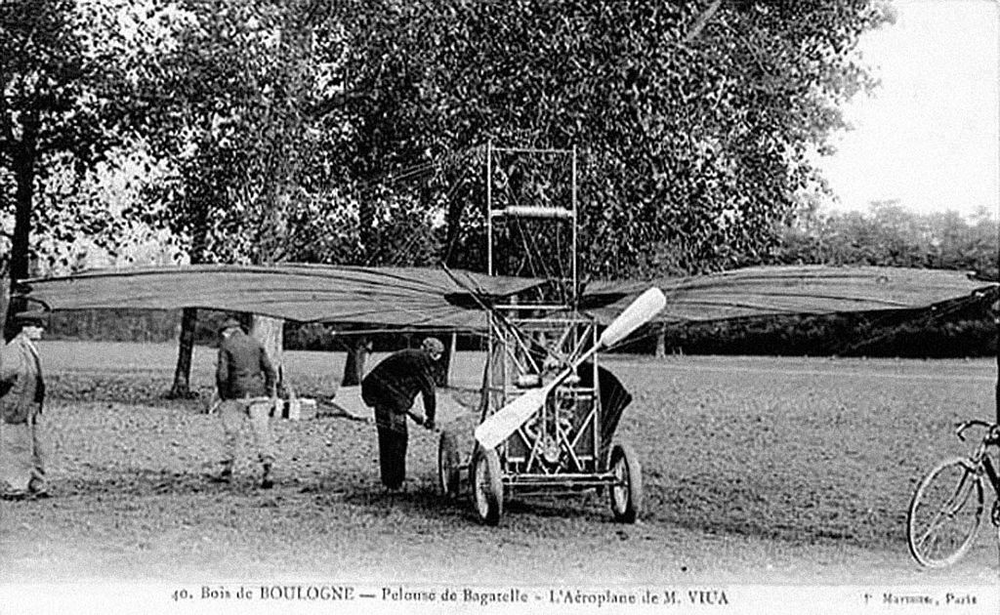 40. Bois de BOULOGNE — Pelouse de Bagatelle - L'Aéroplane de M. VIUA
Paris